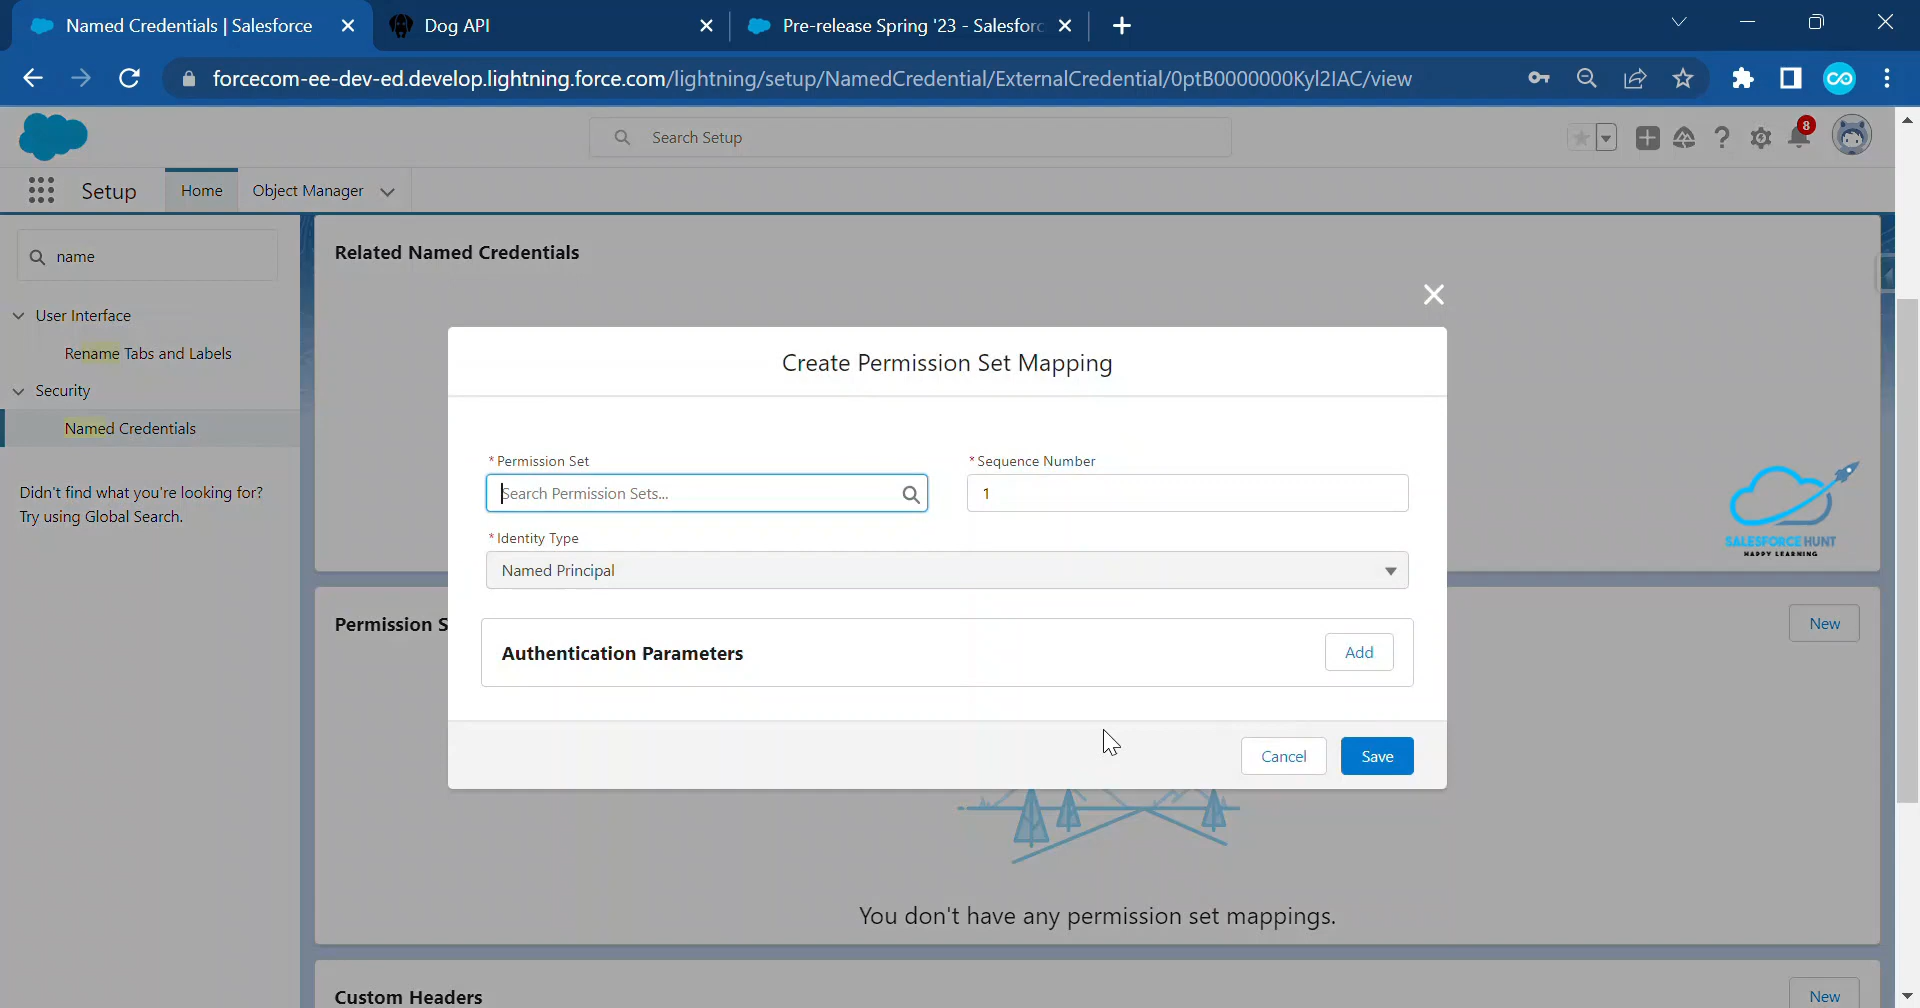 Named Credentials | Salesforce
Dog API
Pre-release Spring '23 - Salesforc
forcecom-ee-dev-ed.develop.lightning.force.com/lightning/setup/NamedCredential/ExternalCredential/0ptB0000000Kyl2IAC/view
Search Setup
8
Setup
Home
Object Manager
name
User Interface
Rename Tabs and Labels
Security
Named Credentials
Didn't find what you're looking for?
Try using Global Search.
Related Named Credentials
Create Permission Set Mapping
* Permission Set
* Sequence Number
Search Permission Sets...
1
* Identity Type
Named Principal
SALESFORCE HUNT
HAPPY LEARNING
Permission S
New
Authentication Parameters
Add
Cancel
Save
You don't have any permission set mappings.
Custom Headers
New